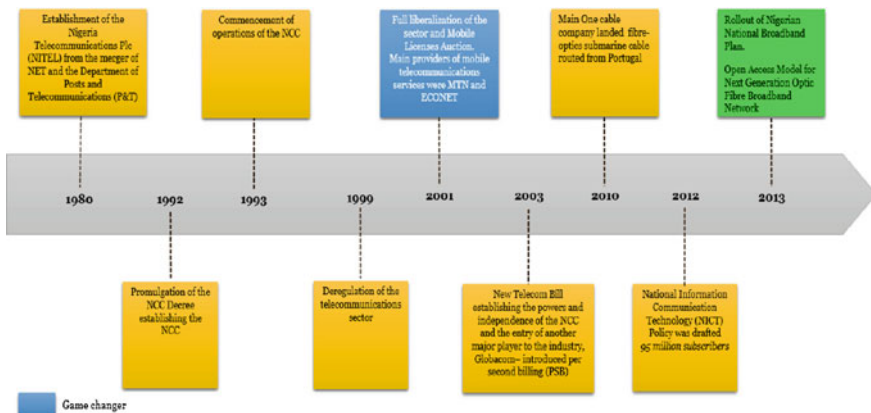 Establishment of the
Nigeria
Telecommunications Plc
(NITEL) from the merger of
NET and the Department of
Posts and
Telecommunications (P&T)
Commencement of
operations of the NCC
Full liberalization of the
sector and Mobile
Licenses Auction.
Main providers of mobile
telecommunications
services were MTN and
ECONET
Main One cable
company landed fibre-
optics submarine cable
routed from Portugal
Rollout of Nigerian
National Broadband
Plan.
Open Access Model for
Next Generation Optic
Fibre Broadband
Network
1980
1992
1993
1999
2001
2003
2010
2012
2013
Promulgation of the
NCC Decree
establishing the
NCC
Deregulation of the
telecommunications
sector
New Telecom Bill
establishing the powers and
independence of the NCC
and the entry of another
major player to the industry,
Globacom– introduced per
second billing (PSB)
National Information
Communication
Technology (NICT)
Policy was drafted
95 million subscribers
Game changer